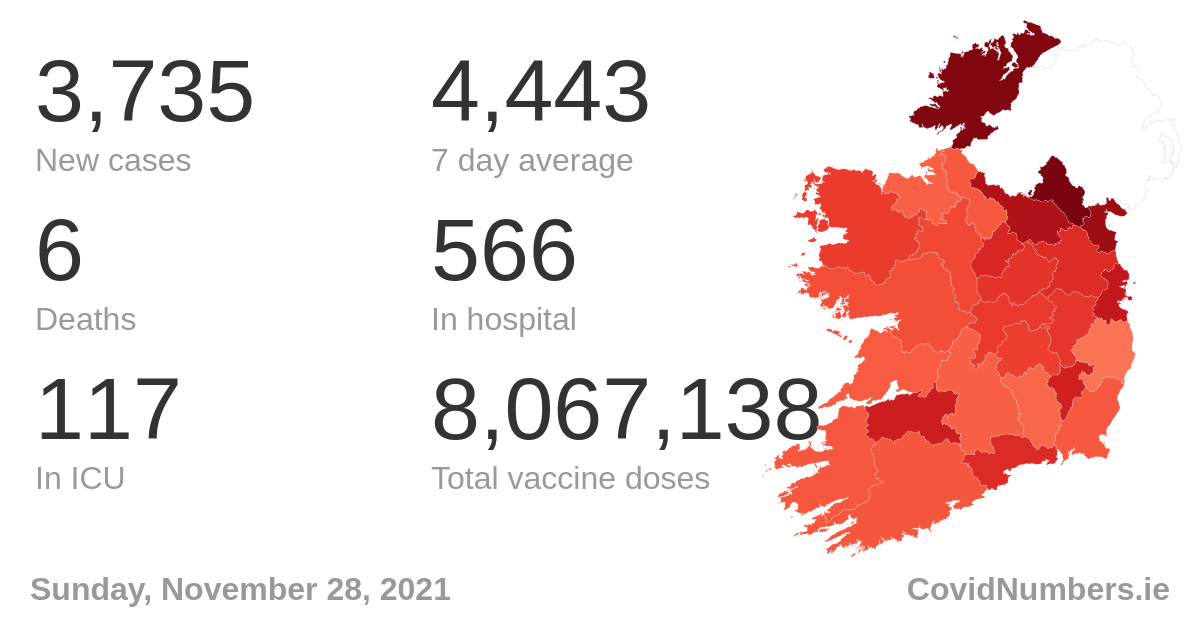 3,735
New cases
4,443
7 day average
6
Deaths
566
In hospital
117
In ICU
8,067,138
Total vaccine doses
Sunday, November 28, 2021
CovidNumbers.ie